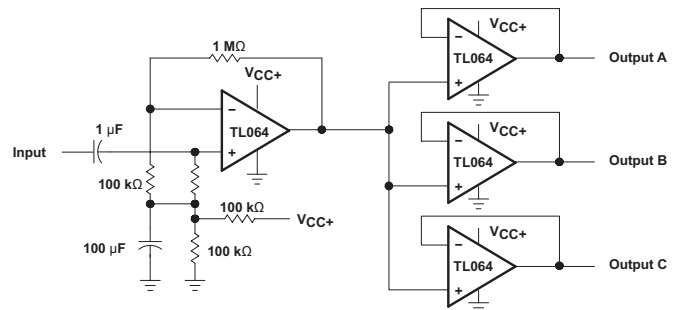 1 MΩ
VCC+
TL064
−
+
1 µF
Input
100 kΩ
100 kΩ
VCC+
100 µF
100 kΩ
VCC+
−
TL064
+
Output A
VCC+
−
TL064
+
Output B
VCC+
−
TL064
+
Output C